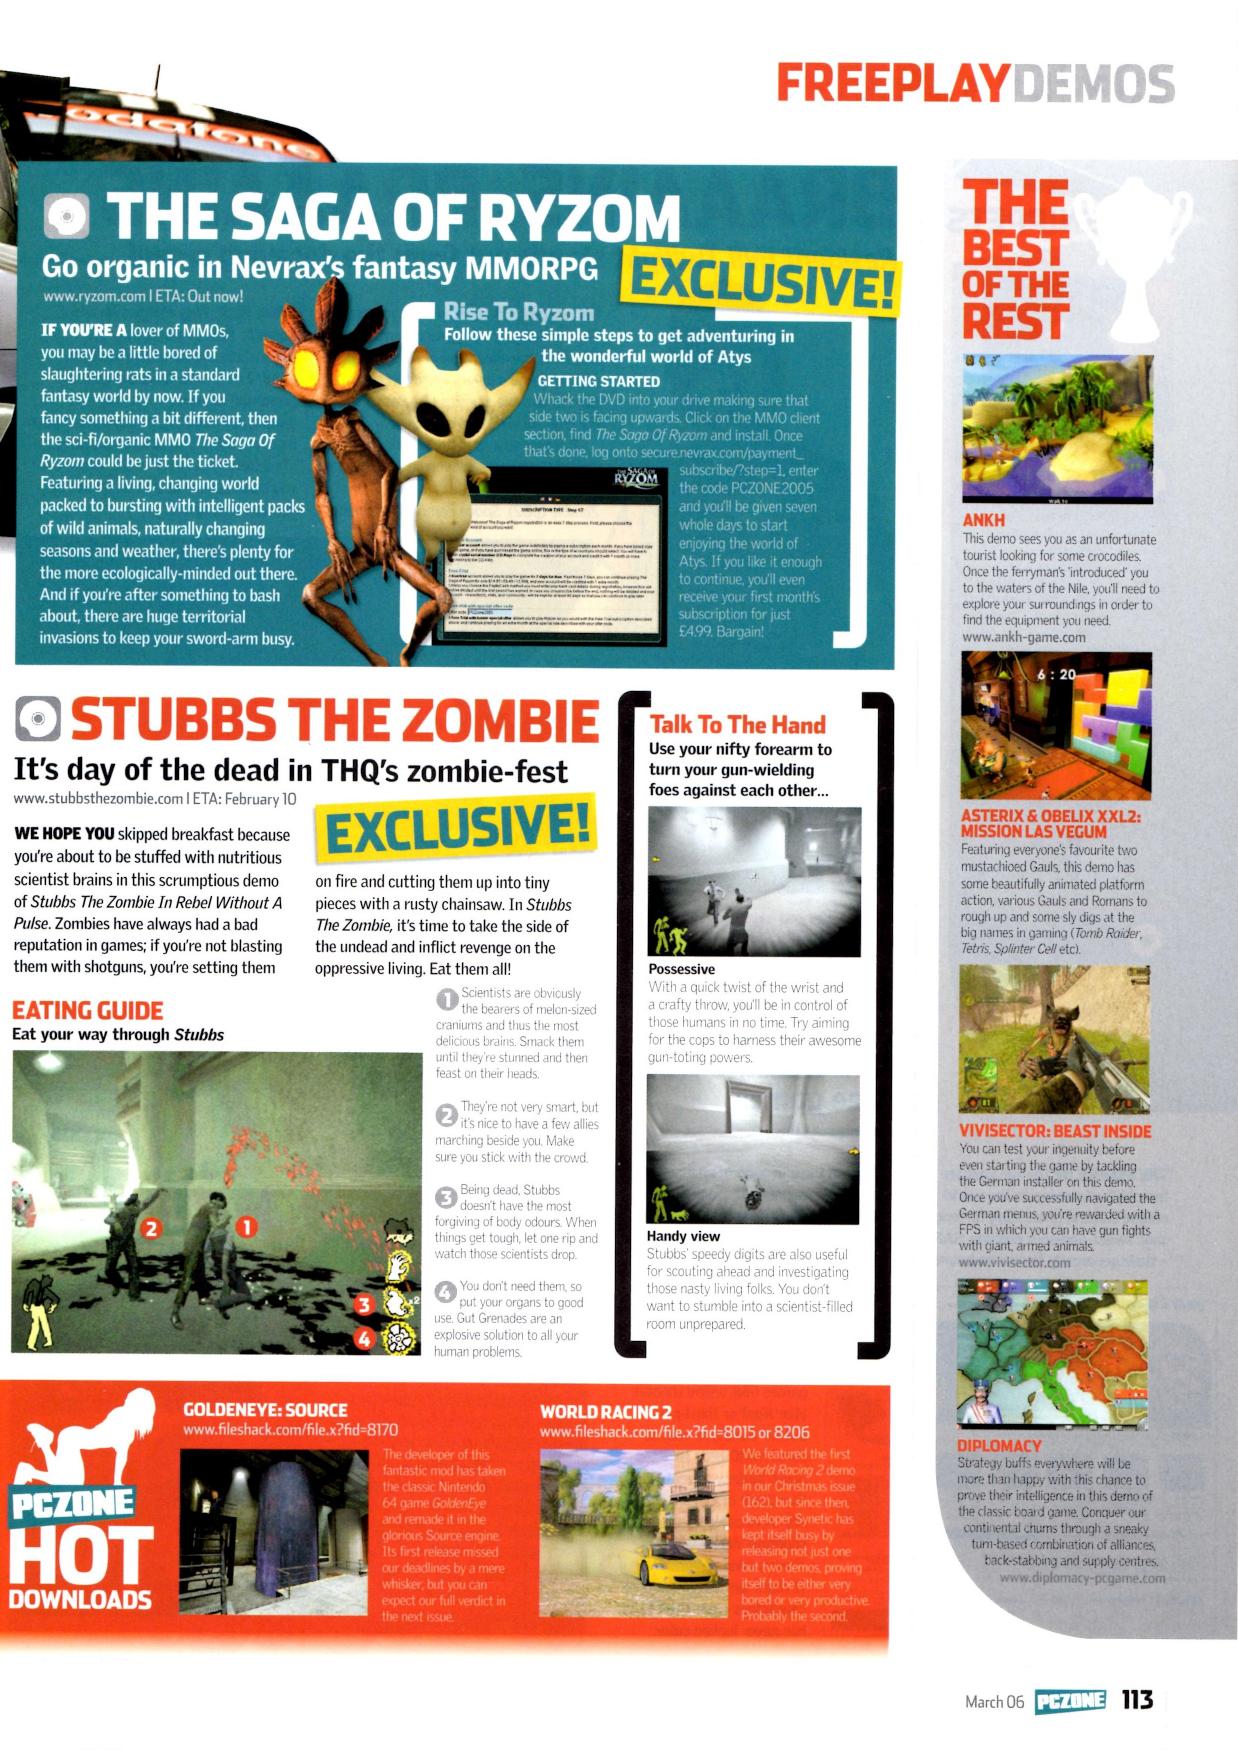 FREEPLAYDEMOS
vodafone
THE SAGA OF RYZOM
Go organic in Nevrax's fantasy MMORPG
EXCLUSIVE!
www.ryzom.com | ETA: Out now!
IF YOU'RE A lover of MMOs,
you may be a little bored of
slaughtering rats in a standard
fantasy world by now. If you
fancy something a bit different, then
the sci-fi/organic MMO The Saga Of
Ryzom could be just the ticket.
Featuring a living, changing world
packed to bursting with intelligent packs
of wild animals, naturally changing
seasons and weather, there's plenty for
the more ecologically-minded out there.
And if you're after something to bash
about, there are huge territorial
invasions to keep your sword-arm busy.
Rise To Ryzom
Follow these simple steps to get adventuring in
the wonderful world of Atys
GETTING STARTED
Whack the DVD into your drive making sure that
side two is facing upwards. Click on the MMO client
section, find The Saga Of Ryzom and install. Once
that's done, log onto secure.nevrax.com/payment_
subscribe/?step=1, enter
the code PCZONE2005
and you'll be given seven
whole days to start
enjoying the world of
Atys. If you like it enough
to continue, you'll even
receive your first month's
subscription for just
£4.99. Bargain!
THE SAGA OF
RYZOM
STUBBS THE ZOMBIE
It's day of the dead in THQ's zombie-fest
www.stubbsthezombie.com | ETA: February 10
EXCLUSIVE!
WE HOPE YOU skipped breakfast because
you're about to be stuffed with nutritious
scientist brains in this scrumptious demo
of Stubbs The Zombie In Rebel Without A
Pulse. Zombies have always had a bad
reputation in games; if you're not blasting
them with shotguns, you're setting them
on fire and cutting them up into tiny
pieces with a rusty chainsaw. In Stubbs
The Zombie, it's time to take the side of
the undead and inflict revenge on the
oppressive living. Eat them all!
EATING GUIDE
Eat your way through Stubbs
2
1
3
x2
4
1 Scientists are obviously
the bearers of melon-sized
craniums and thus the most
delicious brains. Smack them
until they're stunned and then
feast on their heads.
2 They're not very smart, but
it's nice to have a few allies
marching beside you. Make
sure you stick with the crowd.
3 Being dead, Stubbs
doesn't have the most
forgiving of body odours. When
things get tough, let one rip and
watch those scientists drop.
4 You don't need them, so
put your organs to good
use. Gut Grenades are an
explosive solution to all your
human problems.
Talk To The Hand
Use your nifty forearm to
turn your gun-wielding
foes against each other...
Possessive
With a quick twist of the wrist and
a crafty throw, you'll be in control of
those humans in no time. Try aiming
for the cops to harness their awesome
gun-toting powers.
Handy view
Stubbs' speedy digits are also useful
for scouting ahead and investigating
those nasty living folks. You don't
want to stumble into a scientist-filled
room unprepared.
PCZONE
HOT
DOWNLOADS
GOLDENEYE: SOURCE
www.fileshack.com/file.x?fid=8170
The developer of this
fantastic mod has taken
the classic Nintendo
64 game GoldenEye
and remade it in the
glorious Source engine.
Its first release missed
our deadlines by a mere
whisker, but you can
expect our full verdict in
the next issue.
WORLD RACING 2
www.fileshack.com/file.x?fid=8015 or 8206
We featured the first
World Racing 2 demo
in our Christmas issue
(162), but since then,
developer Synetic has
kept itself busy by
releasing not just one
but two demos, proving
itself to be either very
bored or very productive.
Probably the second.
THE
BEST
OF THE
REST
ANKH
This demo sees you as an unfortunate
tourist looking for some crocodiles.
Once the ferryman's 'introduced' you
to the waters of the Nile, you'll need to
explore your surroundings in order to
find the equipment you need.
www.ankh-game.com
6 : 20
ASTERIX & OBELIX XXL2:
MISSION LAS VEGUM
Featuring everyone's favourite two
mustachioed Gauls, this demo has
some beautifully animated platform
action, various Gauls and Romans to
rough up and some sly digs at the
big names in gaming (Tomb Raider,
Tetris, Splinter Cell etc).
VIVISECTOR: BEAST INSIDE
You can test your ingenuity before
even starting the game by tackling
the German installer on this demo.
Once you've successfully navigated the
German menus, you're rewarded with a
FPS in which you can have gun fights
with giant, armed animals.
www.vivisector.com
DIPLOMACY
Strategy buffs everywhere will be
more than happy with this chance to
prove their intelligence in this demo of
the classic board game. Conquer our
continental chums through a sneaky
turn-based combination of alliances,
back-stabbing and supply centres.
www.diplomacy-pcgame.com
March 06 PCZONE 113